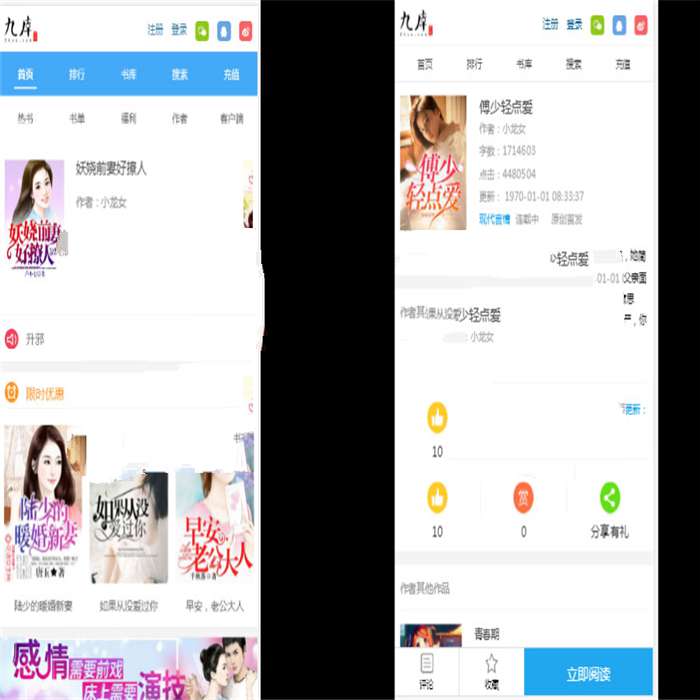 九库
注册 登录
首页 排行 书库 搜索 充值
热书 书单 福利 作者 客户端
妖娆前妻好撩人
作者：小龙女
妖娆前妻
好撩人
升邪
限时优惠
陆少的
暖婚新妻
唐玉★著
如果从没
爱过你
早安，
老公大人
陆少的暖婚新妻
如果从没爱过你
早安，老公大人
感情需要前戏
床上需要演技
九库
注册 登录
首页 排行 书库 搜索 充值
傅少轻点爱
作者：小龙女
字数：1714603
点击：4480504
更新： 1970-01-01 08:33:37
现代言情 连载中 原创首发
傅少
轻点爱
轻点爱
01-01
父亲面
作者其
果从没爱少轻点爱
小龙女
更新：
10
10
赏
0
分享有礼
作者其他作品
青春期
评论
收藏
立即阅读